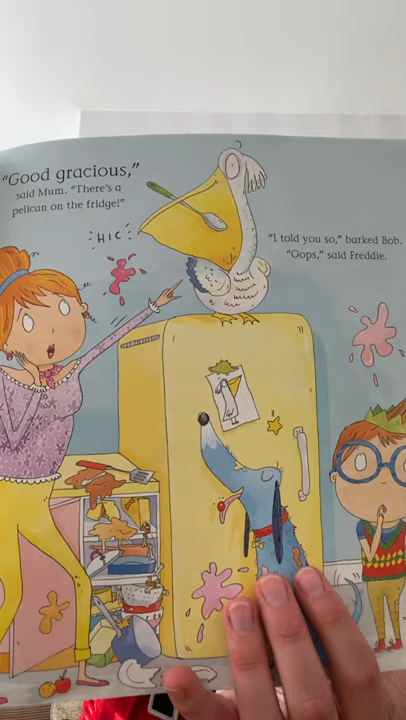 "Good gracious,"
said Mum. "There's a
pelican on the fridge!"
HIC
"I told you so," barked Bob.
"Oops," said Freddie.